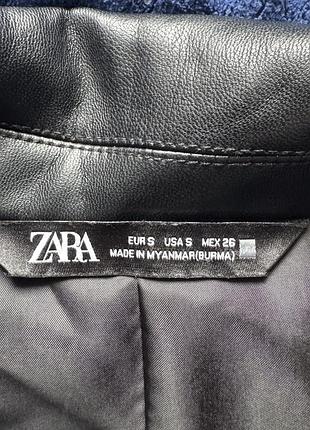 ZARA
EUR S USA S MEX 26
MADE IN MYANMAR(BURMA)